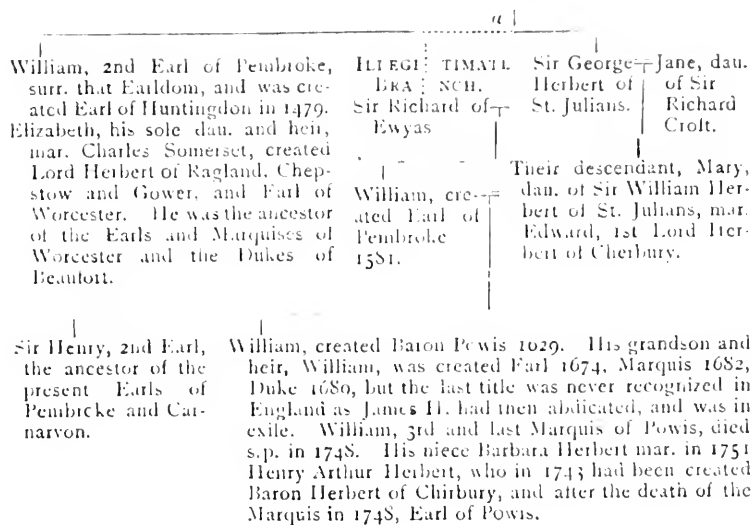 a
William, 2nd Earl of Pembroke,
surr. that Earldom, and was cre-
ated Earl of Huntingdon in 1479.
Elizabeth, his sole dau. and heir,
mar. Charles Somerset, created
Lord Herbert of Ragland, Chep-
stow and Gower, and Earl of
Worcester. He was the ancestor
of the Earls and Marquises of
Worcester and the Dukes of
Beaufort.
ILLEGITIMATE
BRANCH.
Sir Richard of
Ewyas
William, cre-
ated Earl of
Pembroke
1581.
Sir George
Herbert of
St. Julians.
Jane, dau.
of Sir
Richard
Croft.
Their descendant, Mary,
dau. of Sir William Her-
bert of St. Julians, mar.
Edward, 1st Lord Her-
bert of Cherbury.
Sir Henry, 2nd Earl,
the ancestor of the
present Earls of
Pembroke and Car-
narvon.
William, created Baron Powis 1629. His grandson and
heir, William, was created Earl 1674, Marquis 1682,
Duke 1689, but the last title was never recognized in
England as James II. had then abdicated, and was in
exile. William, 3rd and last Marquis of Powis, died
s.p. in 1748. His niece Barbara Herbert mar. in 1751
Henry Arthur Herbert, who in 1743 had been created
Baron Herbert of Chirbury, and after the death of the
Marquis in 1748, Earl of Powis.